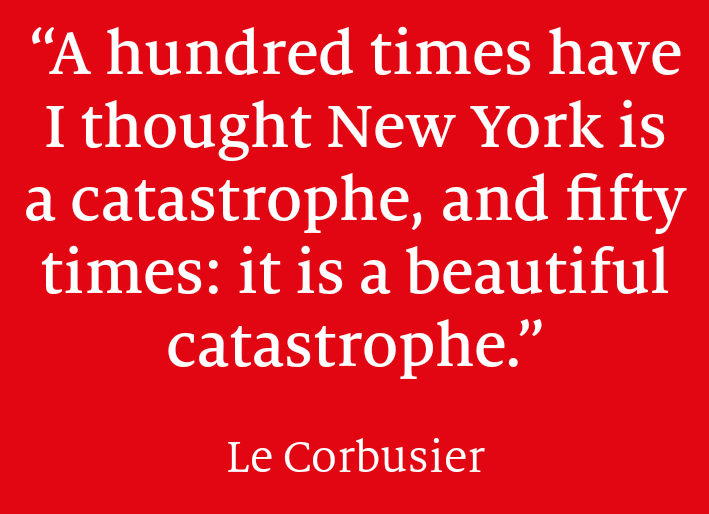 “A hundred times have
I thought New York is
a catastrophe, and fifty
times: it is a beautiful
catastrophe.”
Le Corbusier